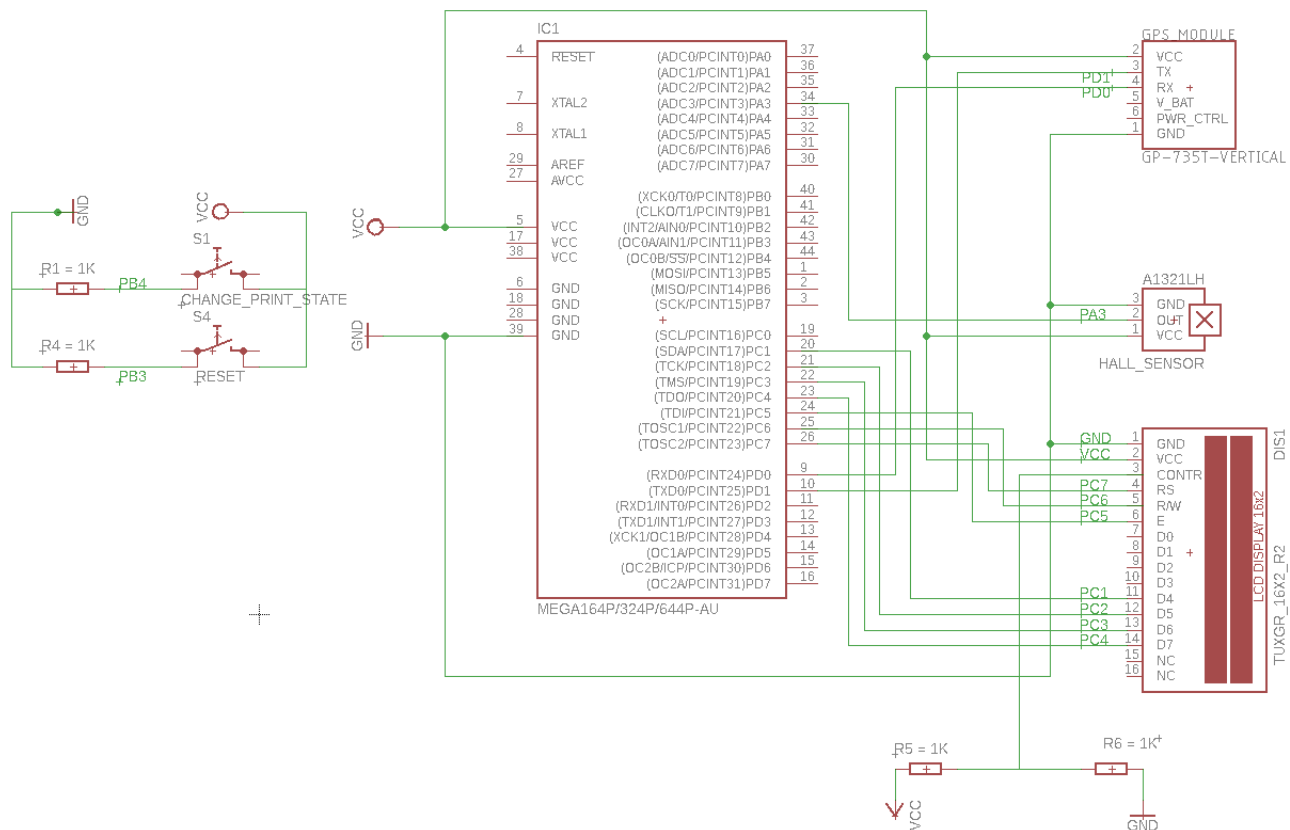 IC1
4 RESET
7 XTAL2
8 XTAL1
29 AREF
27 AVCC
5 VCC
17 VCC
38 VCC
6 GND
18 GND
28 GND
39 GND
(ADC0/PCINT0)PA0 37
(ADC1/PCINT1)PA1 36
(ADC2/PCINT2)PA2 35
(ADC3/PCINT3)PA3 34
(ADC4/PCINT4)PA4 33
(ADC5/PCINT5)PA5 32
(ADC6/PCINT6)PA6 31
(ADC7/PCINT7)PA7 30
(XCK0/T0/PCINT8)PB0 40
(CLKO/T1/PCINT9)PB1 41
(INT2/AIN0/PCINT10)PB2 42
(OC0A/AIN1/PCINT11)PB3 43
(OC0B/SS/PCINT12)PB4 44
(MOSI/PCINT13)PB5 1
(MISO/PCINT14)PB6 2
(SCK/PCINT15)PB7 3
(SCL/PCINT16)PC0 19
(SDA/PCINT17)PC1 20
(TCK/PCINT18)PC2 21
(TMS/PCINT19)PC3 22
(TDO/PCINT20)PC4 23
(TDI/PCINT21)PC5 24
(TOSC1/PCINT22)PC6 25
(TOSC2/PCINT23)PC7 26
(RXD0/PCINT24)PD0 9
(TXD0/PCINT25)PD1 10
(RXD1/INT0/PCINT26)PD2 11
(TXD1/INT1/PCINT27)PD3 12
(XCK1/OC1B/PCINT28)PD4 13
(OC1A/PCINT29)PD5 14
(OC2B/ICP/PCINT30)PD6 15
(OC2A/PCINT31)PD7 16
MEGA164P/324P/644P-AU
VCC
GND
GND
VCC
S1
R1 = 1K
PB4
CHANGE_PRINT_STATE
S4
R4 = 1K
PB3
RESET
GPS_MODULE
2 VCC
3 TX
PD1
4 RX
PD0
5 V_BAT
6 PWR_CTRL
1 GND
GP-735T-VERTICAL
A1321LH
3 GND
PA3 2 OUT
1 VCC
HALL_SENSOR
GND 1 GND
VCC 2 VCC
3 CONTR
PC7 4 RS
PC6 5 R/W
PC5 6 E
7 D0
8 D1
9 D2
10 D3
PC1 11 D4
PC2 12 D5
PC3 13 D6
PC4 14 D7
15 NC
16 NC
LCD DISPLAY 16x2
DIS1
TUXGR_16X2_R2
R5 = 1K
R6 = 1K
VCC
GND